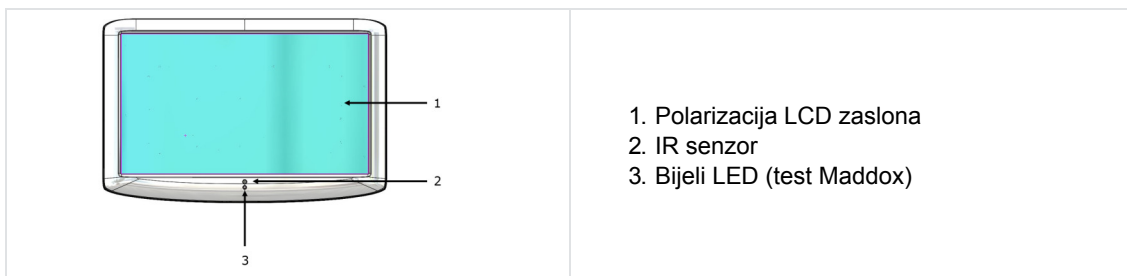 1
2
3
1. Polarizacija LCD zaslona
2. IR senzor
3. Bijeli LED (test Maddox)